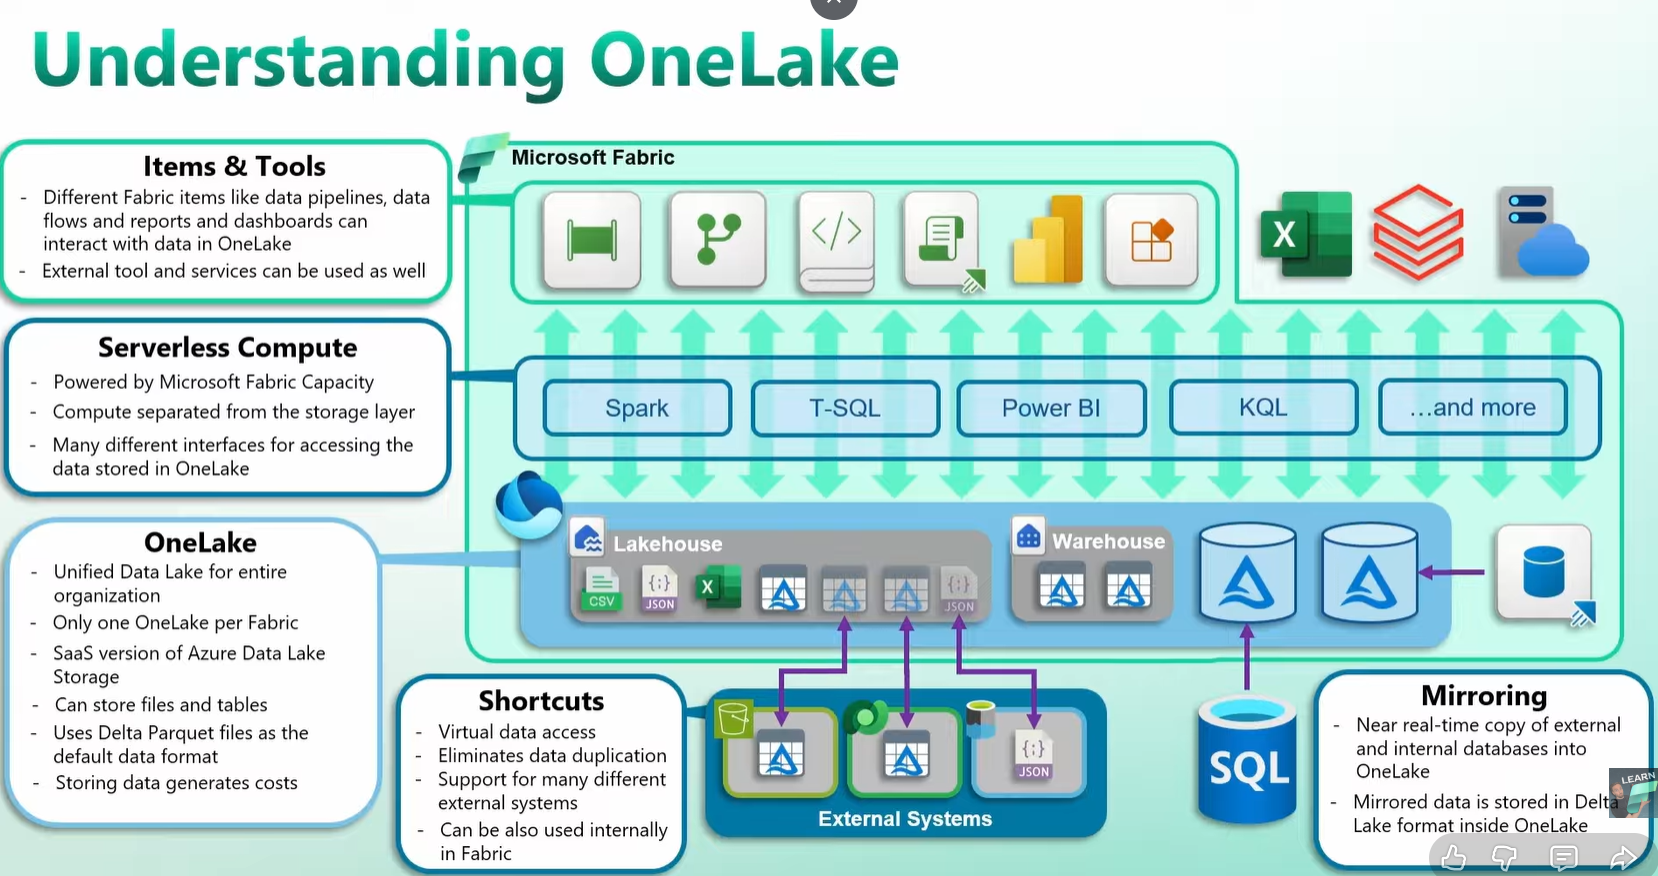 Understanding OneLake
Items & Tools
- Different Fabric items like data pipelines, data
flows and reports and dashboards can
interact with data in OneLake
- External tool and services can be used as well
Serverless Compute
- Powered by Microsoft Fabric Capacity
- Compute separated from the storage layer
- Many different interfaces for accessing the
data stored in OneLake
OneLake
- Unified Data Lake for entire
organization
- Only one OneLake per Fabric
- SaaS version of Azure Data Lake
Storage
- Can store files and tables
- Uses Delta Parquet files as the
default data format
- Storing data generates costs
Microsoft Fabric
</>
X
Spark
T-SQL
Power BI
KQL
...and more
Lakehouse
CSV
{;}
JSON
X
{;}
JSON
Warehouse
Shortcuts
- Virtual data access
- Eliminates data duplication
- Support for many different
external systems
- Can be also used internally
in Fabric
{;}
JSON
External Systems
SQL
Mirroring
- Near real-time copy of external
and internal databases into
OneLake
- Mirrored data is stored in Delta
Lake format inside OneLake
LEARN